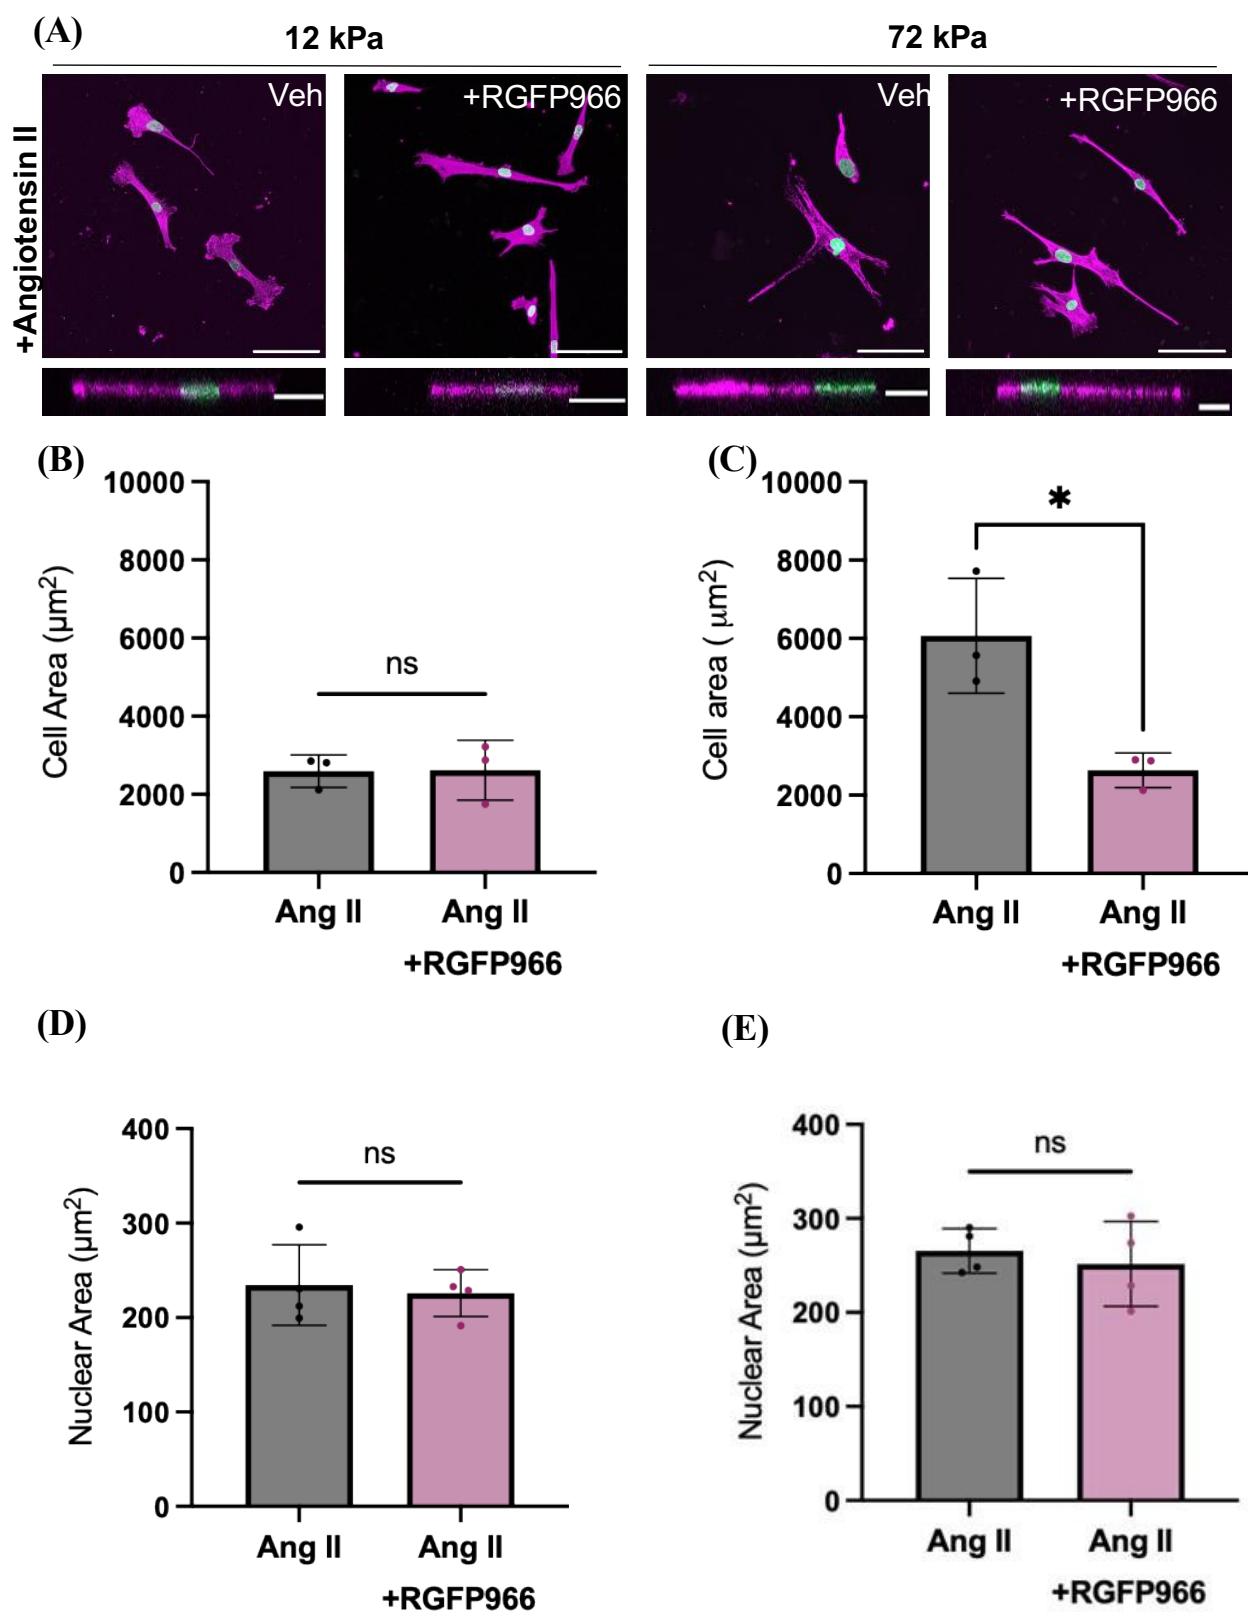 (A)
12 kPa
72 kPa
+Angiotensin II
Veh
+RGFP966
Veh
+RGFP966
(B)
10000
8000
6000
4000
2000
0
Cell Area (µm²)
ns
Ang II
Ang II
+RGFP966
(C)
10000
8000
6000
4000
2000
0
Cell area ( µm²)
*
Ang II
Ang II
+RGFP966
(D)
400
300
200
100
0
Nuclear Area (µm²)
ns
Ang II
Ang II
+RGFP966
(E)
400
300
200
100
0
Nuclear Area (µm²)
ns
Ang II
Ang II
+RGFP966